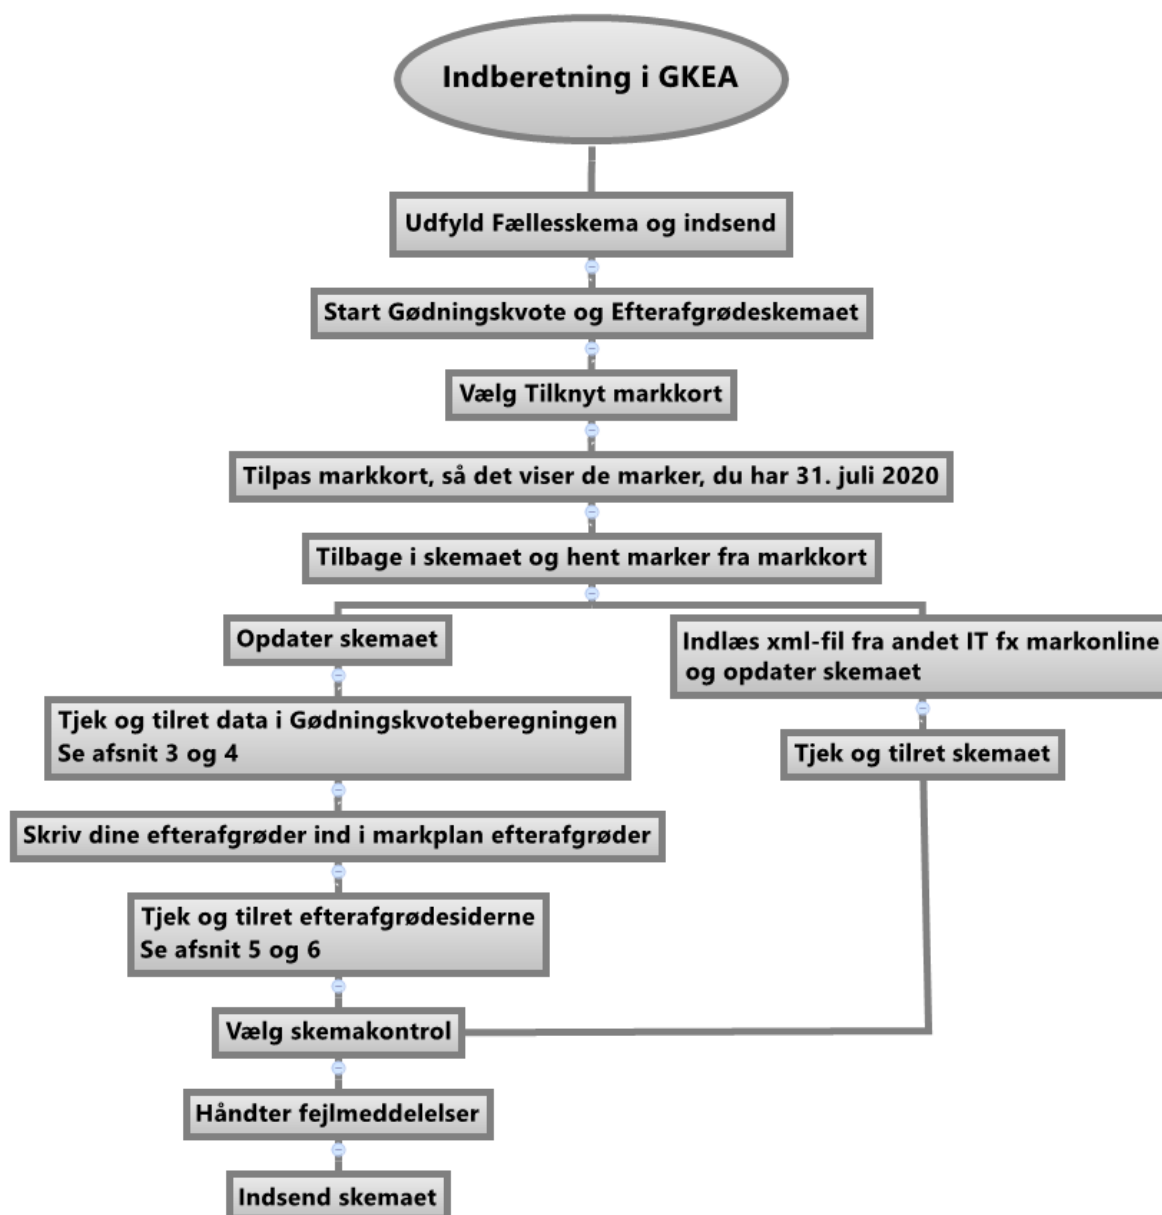 Indberetning i GKEA
Udfyld Fællesskema og indsend
Start Gødningskvote og Efterafgrødeskemaet
Vælg Tilknyt markkort
Tilpas markkort, så det viser de marker, du har 31. juli 2020
Tilbage i skemaet og hent marker fra markkort
Opdater skemaet
Tjek og tilret data i Gødningskvoteberegningen
Se afsnit 3 og 4
Skriv dine efterafgrøder ind i markplan efterafgrøder
Tjek og tilret efterafgrødesiderne
Se afsnit 5 og 6
Indlæs xml-fil fra andet IT fx markonline
og opdater skemaet
Tjek og tilret skemaet
Vælg skemakontrol
Håndter fejlmeddelelser
Indsend skemaet